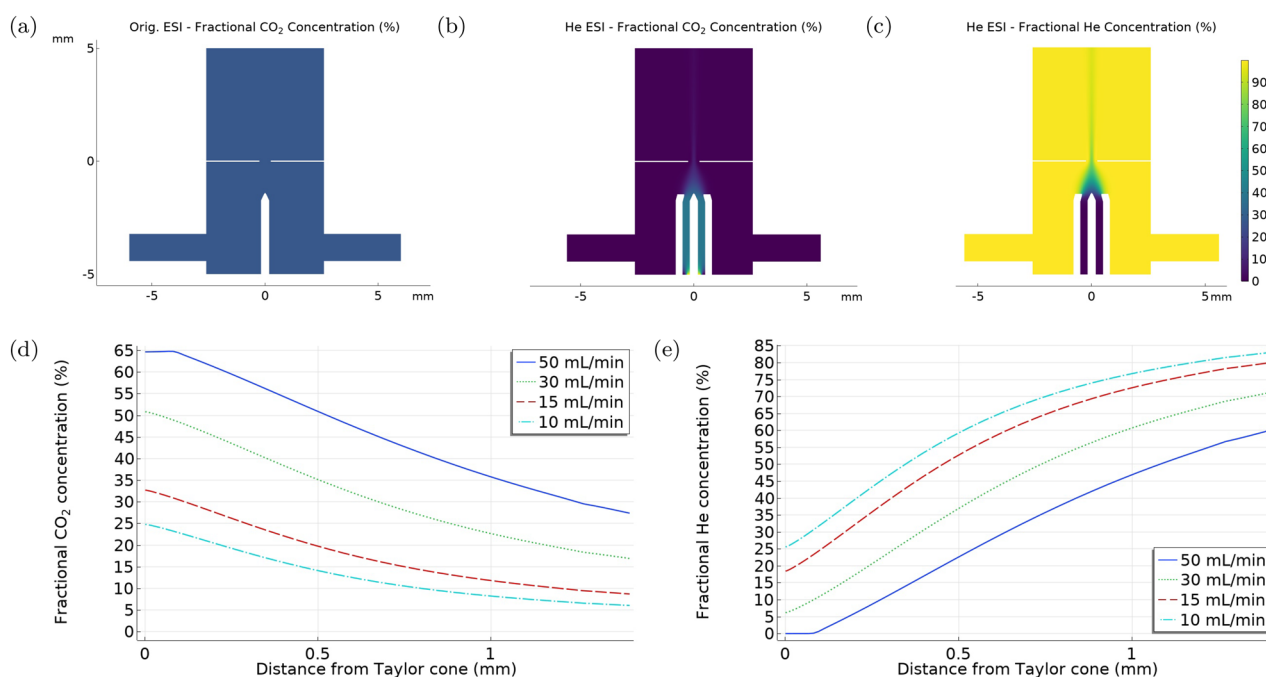 (a)
Orig. ESI - Fractional CO₂ Concentration (%)
mm
5
0
-5
-5
0
5
mm
(b)
He ESI - Fractional CO₂ Concentration (%)
-5
0
5
mm
(c)
He ESI - Fractional He Concentration (%)
-5
0
5mm
90
80
70
60
50
40
30
20
10
0
(d)
Fractional CO₂ concentration (%)
65
60
55
50
45
40
35
30
25
20
15
10
5
0
50 mL/min
30 mL/min
15 mL/min
10 mL/min
0
0.5
1
Distance from Taylor cone (mm)
(e)
Fractional He concentration (%)
85
80
75
70
65
60
55
50
45
40
35
30
25
20
15
10
5
0
50 mL/min
30 mL/min
15 mL/min
10 mL/min
0
0.5
1
Distance from Taylor cone (mm)